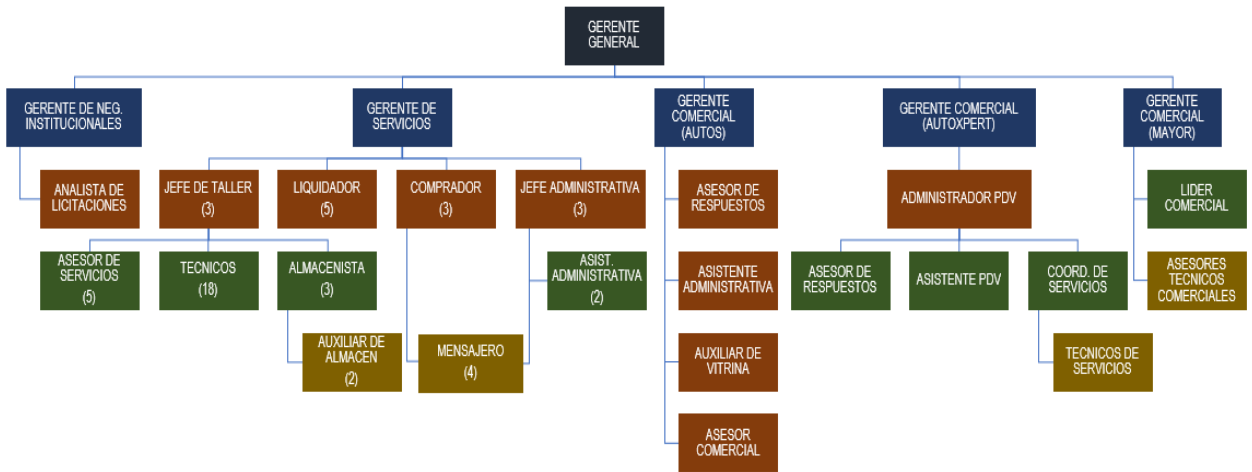 GERENTE
GENERAL
GERENTE DE NEG.
INSTITUCIONALES
GERENTE DE
SERVICIOS
GERENTE
COMERCIAL
(AUTOS)
GERENTE COMERCIAL
(AUTOXPERT)
GERENTE
COMERCIAL
(MAYOR)
ANALISTA DE
LICITACIONES
JEFE DE TALLER
(3)
LIQUIDADOR
(5)
COMPRADOR
(3)
JEFE ADMINISTRATIVA
(3)
ASESOR DE
RESPUESTOS
ADMINISTRADOR PDV
LIDER
COMERCIAL
ASESOR DE
SERVICIOS
(5)
TECNICOS
(18)
ALMACENISTA
(3)
ASIST.
ADMINISTRATIVA
(2)
ASISTENTE
ADMINISTRATIVA
ASESOR DE
RESPUESTOS
ASISTENTE PDV
COORD. DE
SERVICIOS
ASESORES
TECNICOS
COMERCIALES
AUXILIAR DE
ALMACEN
(2)
MENSAJERO
(4)
AUXILIAR DE
VITRINA
TECNICOS DE
SERVICIOS
ASESOR
COMERCIAL